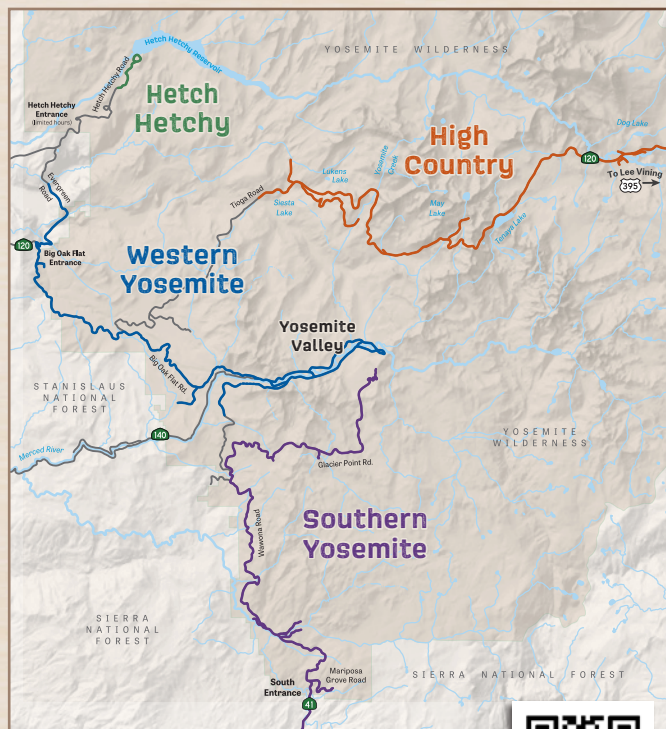 Hetch Hetchy Reservoir
YOSEMITE WILDERNESS
Hetch Hetchy Road
Hetch
Hetchy
Hetch Hetchy
Entrance
(limited hours)
High
Country
Dog Lake
120
To Lee Vining
395
Yosemite
Creek
Lukens
Lake
Evergreen
Road
Tioga Road
Siesta
Lake
May
Lake
Tenaya Lake
120
Big Oak Flat
Entrance
Western
Yosemite
Yosemite
Valley
Big Oak Flat Rd.
STANISLAUS
NATIONAL
FOREST
YOSEMITE
WILDERNESS
Merced River
140
Glacier Point Rd.
Wawona Road
Southern
Yosemite
SIERRA
NATIONAL
FOREST
Mariposa
Grove Road
SIERRA NATIONAL FOREST
South
Entrance
41